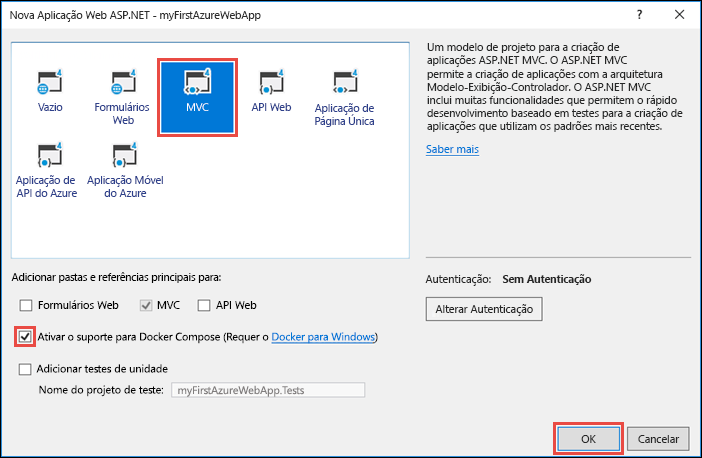 Nova Aplicação Web ASP.NET - myFirstAzureWebApp
?
Vazio
Formulários
Web
MVC
API Web
Aplicação de
Página Única
Aplicação de
API do Azure
Aplicação Móvel
do Azure
Um modelo de projeto para a criação de
aplicações ASP.NET MVC. O ASP.NET MVC
permite a criação de aplicações com a arquitetura
Modelo-Exibição-Controlador. O ASP.NET MVC
inclui muitas funcionalidades que permitem o rápido
desenvolvimento baseado em testes para a criação de
aplicações que utilizam os padrões mais recentes.
Saber mais
Adicionar pastas e referências principais para:
Formulários Web MVC API Web
Ativar o suporte para Docker Compose (Requer o Docker para Windows)
Adicionar testes de unidade
Nome do projeto de teste: myFirstAzureWebApp.Tests
Autenticação: Sem Autenticação
Alterar Autenticação
OK
Cancelar